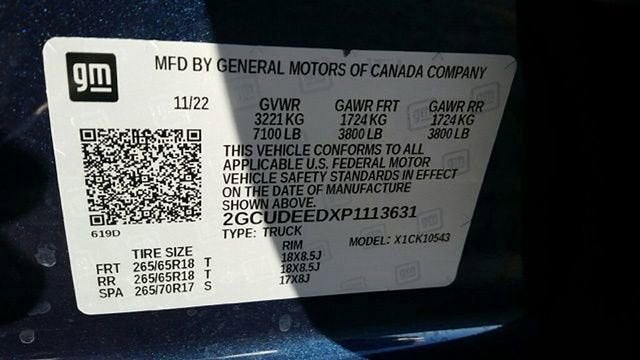 gm
MFD BY GENERAL MOTORS OF CANADA COMPANY
11/22 GVWR GAWR FRT GAWR RR
3221 KG 1724 KG 1724 KG
7100 LB 3800 LB 3800 LB
THIS VEHICLE CONFORMS TO ALL
APPLICABLE U.S. FEDERAL MOTOR
VEHICLE SAFETY STANDARDS IN EFFECT
ON THE DATE OF MANUFACTURE
SHOWN ABOVE.
2GCUDEEDXP1113631
619D TYPE: TRUCK MODEL: X1CK10543
TIRE SIZE RIM
FRT 265/65R18 T 18X8.5J
RR 265/65R18 T 18X8.5J
SPA 265/70R17 S 17X8J